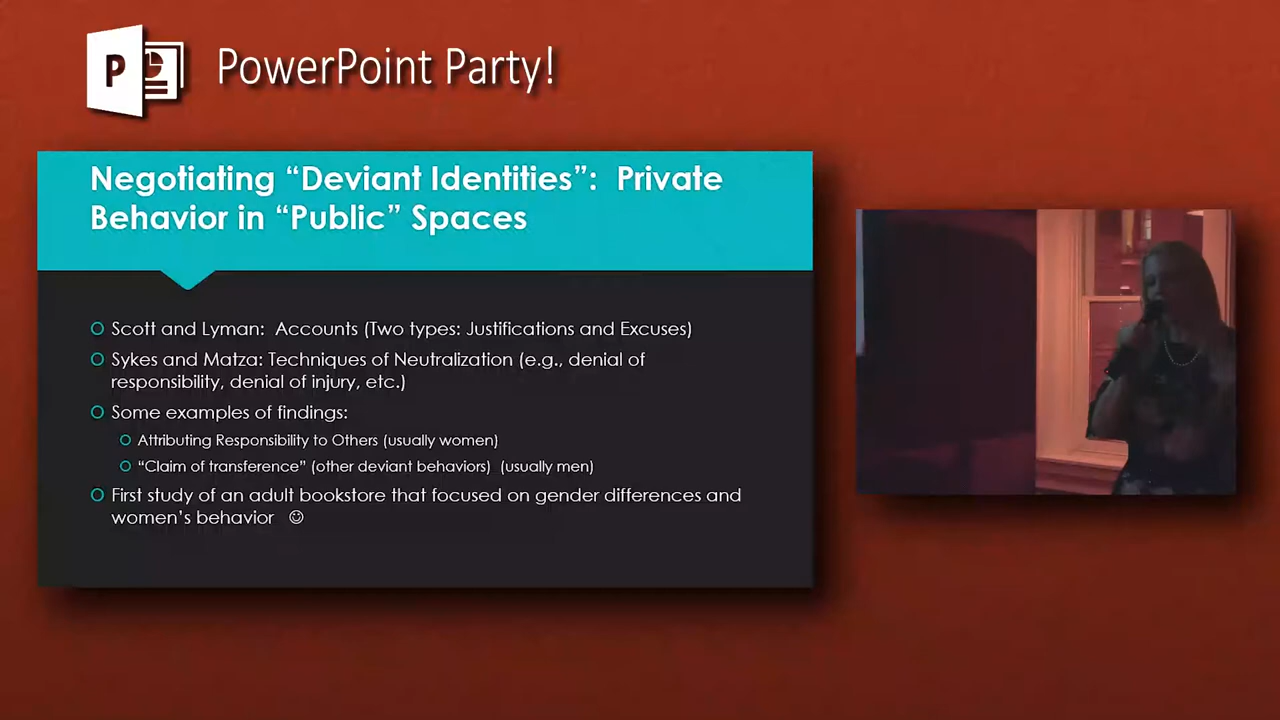 P
PowerPoint Party!
Negotiating “Deviant Identities”: Private
Behavior in “Public” Spaces
Scott and Lyman: Accounts (Two types: Justifications and Excuses)
Sykes and Matza: Techniques of Neutralization (e.g., denial of
responsibility, denial of injury, etc.)
Some examples of findings:
Attributing Responsibility to Others (usually women)
“Claim of transference” (other deviant behaviors) (usually men)
First study of an adult bookstore that focused on gender differences and
women’s behavior ☺